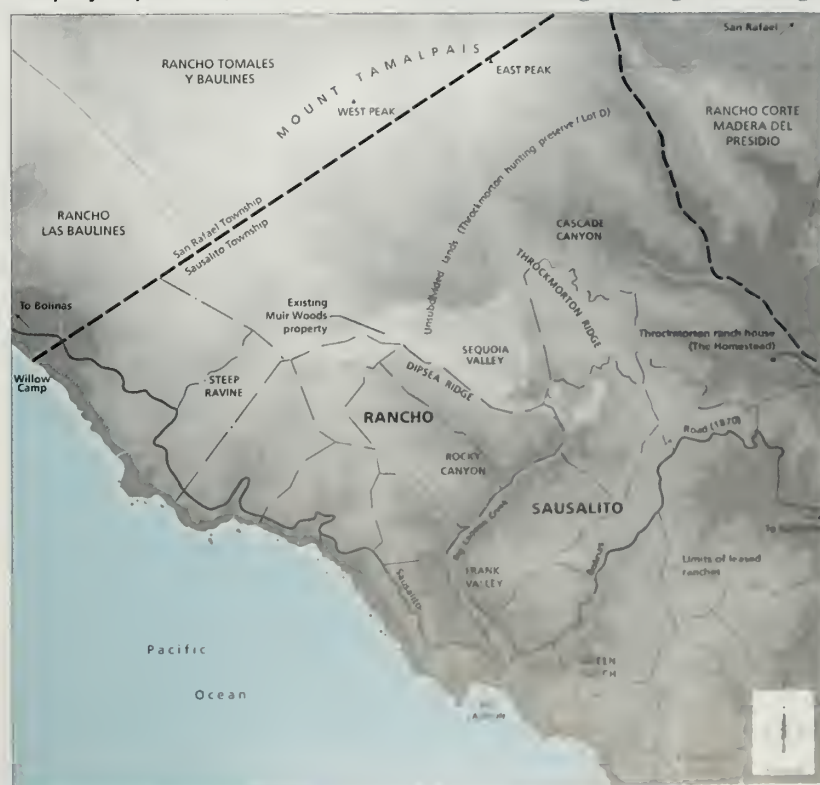 San Rafael
RANCHO TOMALES
Y BAULINES
MOUNT TAMALPAIS
EAST PEAK
WEST PEAK
RANCHO CORTE
MADERA DEL
PRESIDIO
Unsubdivided lands (Throckmorton hunting preserve / Lot D)
RANCHO
LAS BAULINES
San Rafael Township
Sausalito Township
CASCADE
CANYON
THROCKMORTON RIDGE
To Bolinas
Existing
Muir Woods
property
Throckmorton ranch house
(The Homestead)
SEQUOIA
VALLEY
Willow
Camp
STEEP
RAVINE
DIPSEA RIDGE
RANCHO
Road (1870)
ROCKY
CANYON
SAUSALITO
Big Lagoon Creek
To
Limits of leased
ranches
FRANK
VALLEY
Bolinas
Sausalito
Pacific
Ocean